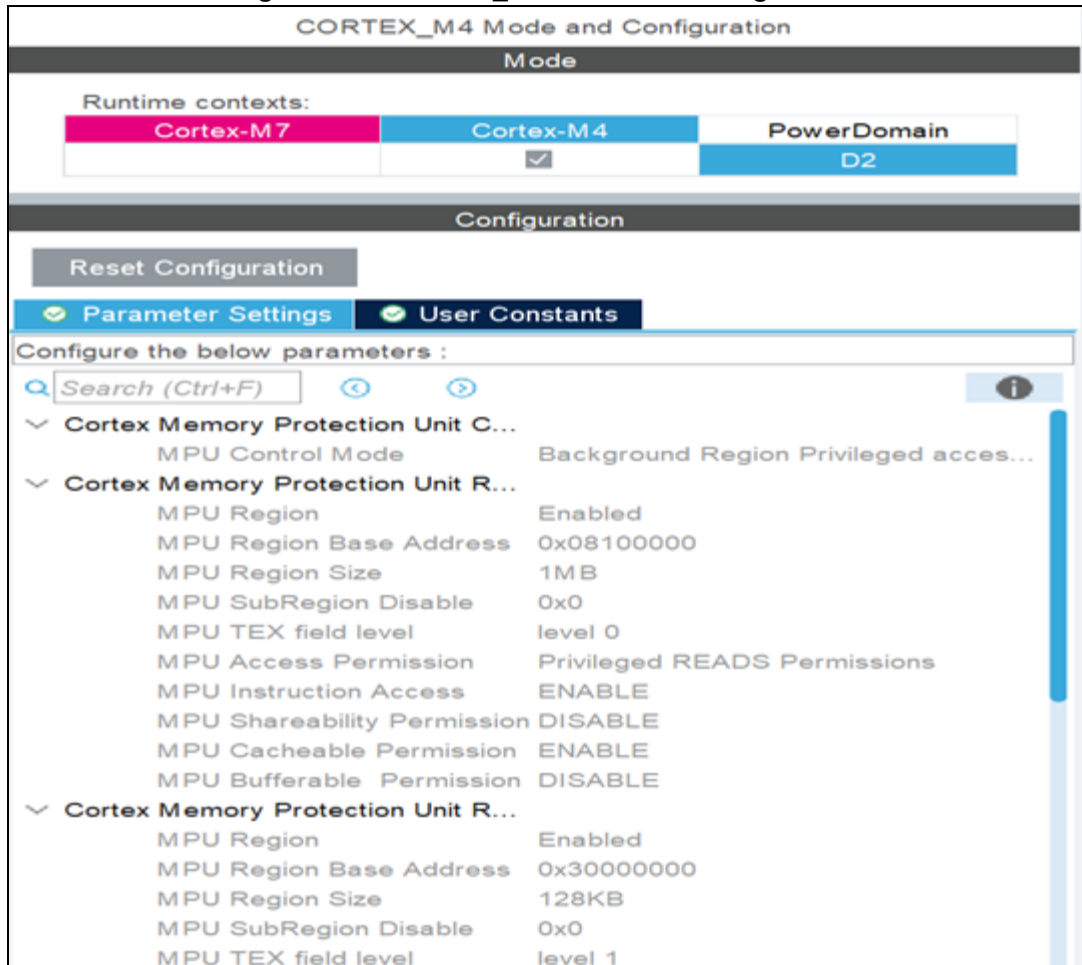 CORTEX_M4 Mode and Configuration
Mode
Runtime contexts:
Cortex-M7 Cortex-M4 PowerDomain
D2
Configuration
Reset Configuration
Parameter Settings User Constants
Configure the below parameters :
Search (Ctrl+F)
Cortex Memory Protection Unit C...
MPU Control Mode Background Region Privileged acces...
Cortex Memory Protection Unit R...
MPU Region Enabled
MPU Region Base Address 0x08100000
MPU Region Size 1MB
MPU SubRegion Disable 0x0
MPU TEX field level level 0
MPU Access Permission Privileged READS Permissions
MPU Instruction Access ENABLE
MPU Shareability Permission DISABLE
MPU Cacheable Permission ENABLE
MPU Bufferable Permission DISABLE
Cortex Memory Protection Unit R...
MPU Region Enabled
MPU Region Base Address 0x30000000
MPU Region Size 128KB
MPU SubRegion Disable 0x0
MPU TEX field level level 1